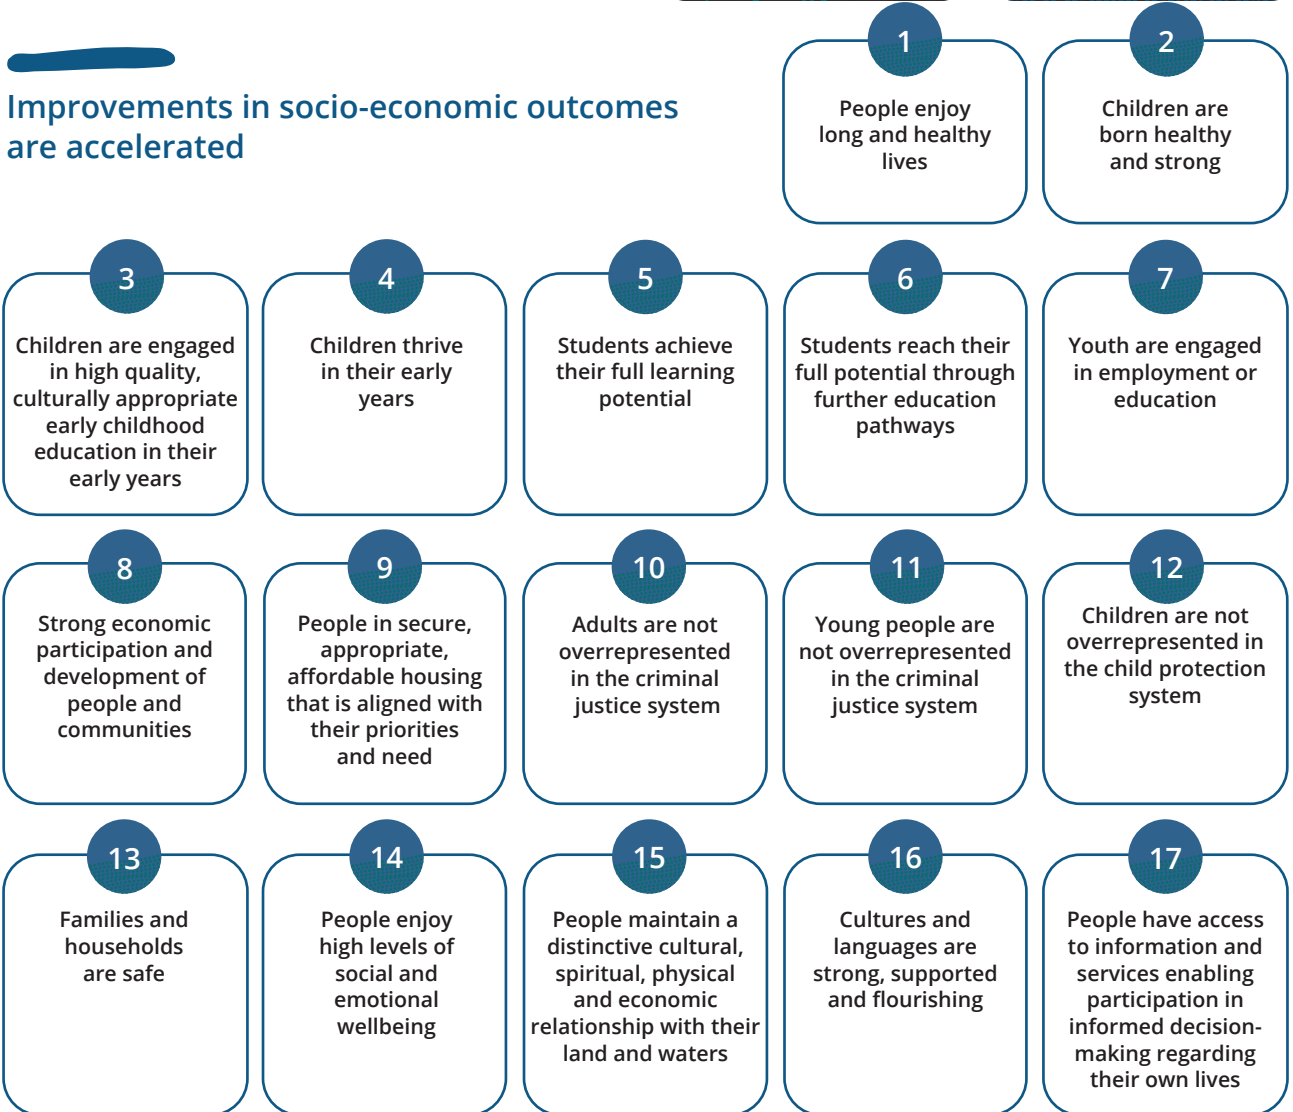 Improvements in socio-economic outcomes
are accelerated
1
People enjoy
long and healthy
lives
2
Children are
born healthy
and strong
3
Children are engaged
in high quality,
culturally appropriate
early childhood
education in their
early years
4
Children thrive
in their early
years
5
Students achieve
their full learning
potential
6
Students reach their
full potential through
further education
pathways
7
Youth are engaged
in employment or
education
8
Strong economic
participation and
development of
people and
communities
9
People in secure,
appropriate,
affordable housing
that is aligned with
their priorities
and need
10
Adults are not
overrepresented
in the criminal
justice system
11
Young people are
not overrepresented
in the criminal
justice system
12
Children are not
overrepresented in
the child protection
system
13
Families and
households
are safe
14
People enjoy
high levels of
social and
emotional
wellbeing
15
People maintain a
distinctive cultural,
spiritual, physical
and economic
relationship with their
land and waters
16
Cultures and
languages are
strong, supported
and flourishing
17
People have access
to information and
services enabling
participation in
informed decision-
making regarding
their own lives